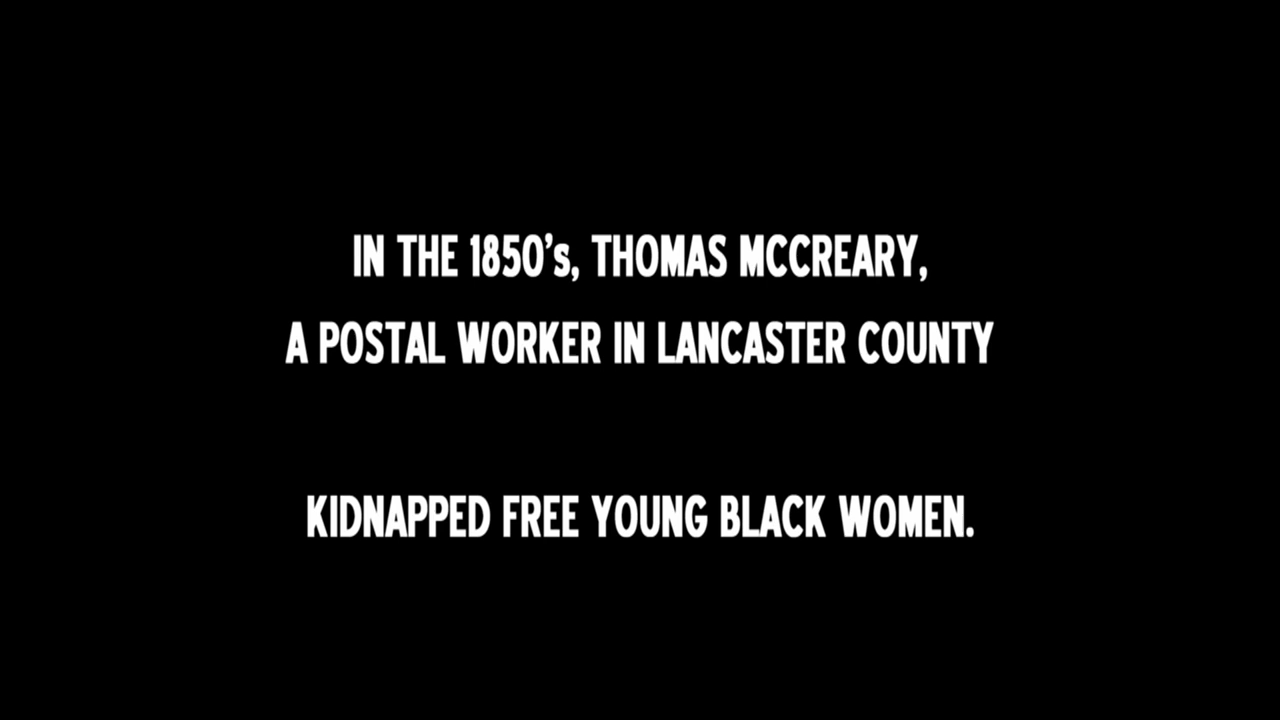 IN THE 1850's, THOMAS MCCREARY,
A POSTAL WORKER IN LANCASTER COUNTY
KIDNAPPED FREE YOUNG BLACK WOMEN.